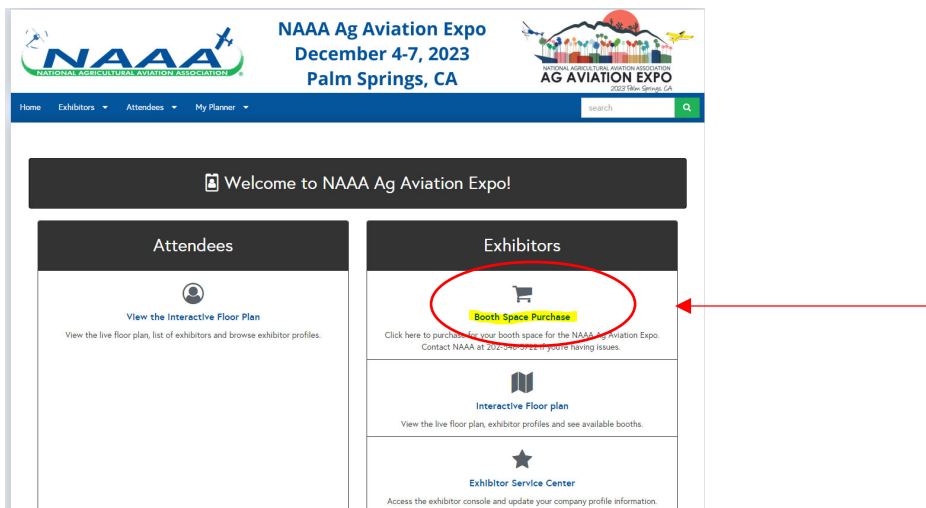 NAAA
NATIONAL AGRICULTURAL AVIATION ASSOCIATION
NAAA Ag Aviation Expo
December 4-7, 2023
Palm Springs, CA
NATIONAL AGRICULTURAL AVIATION ASSOCIATION
AG AVIATION EXPO
2023 Palm Springs, CA
Home Exhibitors Attendees My Planner search
Welcome to NAAA Ag Aviation Expo!
Attendees
View the Interactive Floor Plan
View the live floor plan, list of exhibitors and browse exhibitor profiles.
Exhibitors
Booth Space Purchase
Click here to purchase for your booth space for the NAAA Ag Aviation Expo.
Contact NAAA at 202-546-5722 if you're having issues.
Interactive Floor plan
View the live floor plan, exhibitor profiles and see available booths.
Exhibitor Service Center
Access the exhibitor console and update your company profile information.